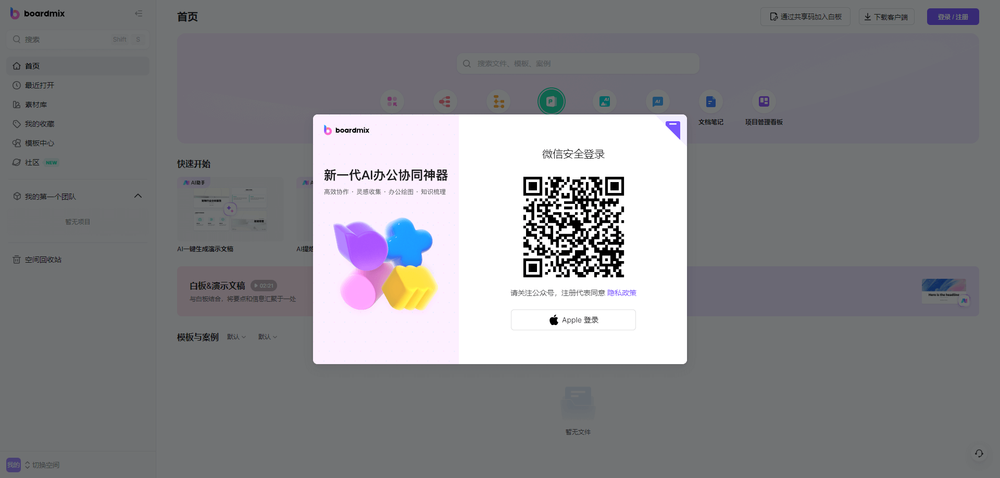 boardmix
搜索
Shift
S
首页
最近打开
素材库
我的收藏
模板中心
社区
NEW
我的第一个团队
暂无项目
空间回收站
我的
切换空间
首页
通过共享码加入白板
下载客户端
登录 / 注册
搜索文件、模板、案例
P
AI
AI
文档笔记
项目管理看板
快速开始
AI助手
AI一键生成演示文稿
AI提炼
白板&演示文稿
02:21
与白板结合，将要点和信息汇聚于一处
Here is the headline
AI
模板与案例
默认
默认
暂无文件
boardmix
新一代AI办公协同神器
高效协作 · 灵感收集 · 办公绘图 · 知识梳理
微信安全登录
请关注公众号，注册代表同意 隐私政策
Apple 登录